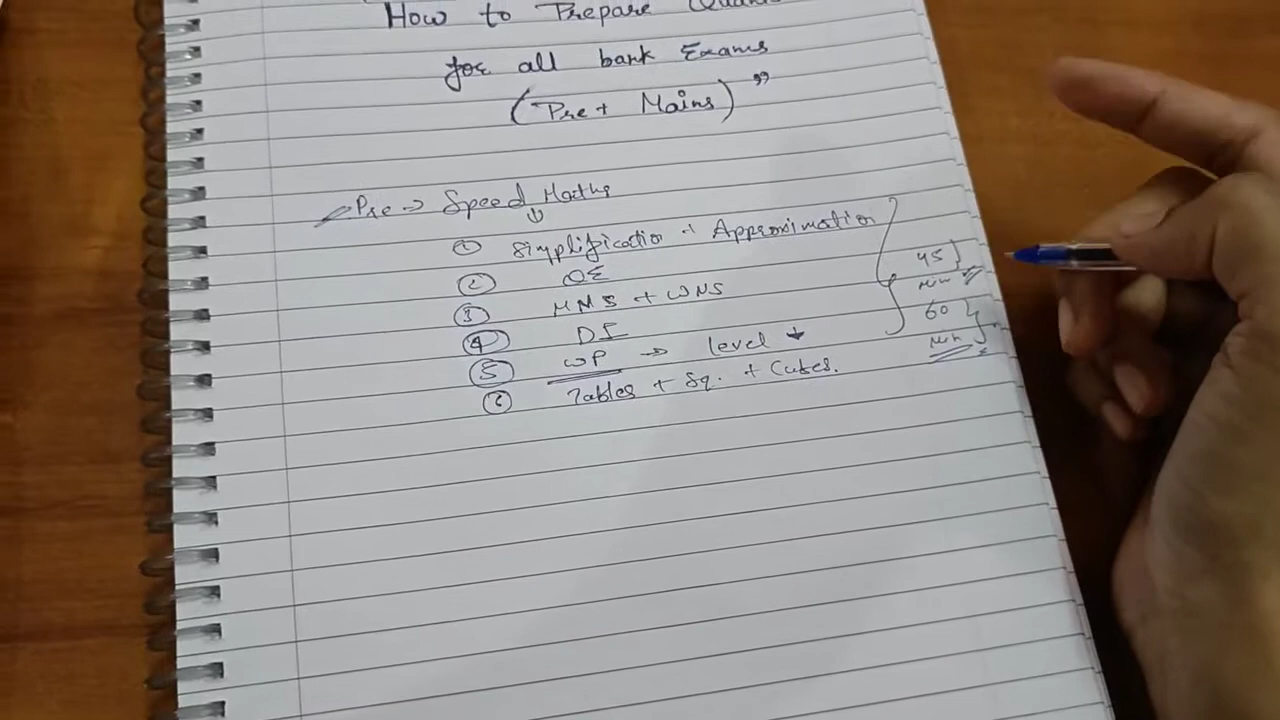 How to Prepare Quant
for all bank Exams
(Pre + Mains)"
Pre → Speed Maths
① Simplification + Approximation
② QE
③ MNS + WNS
④ DI
⑤ WP → level ↓
⑥ Tables + Sq. + Cubes.
45
min
60
min